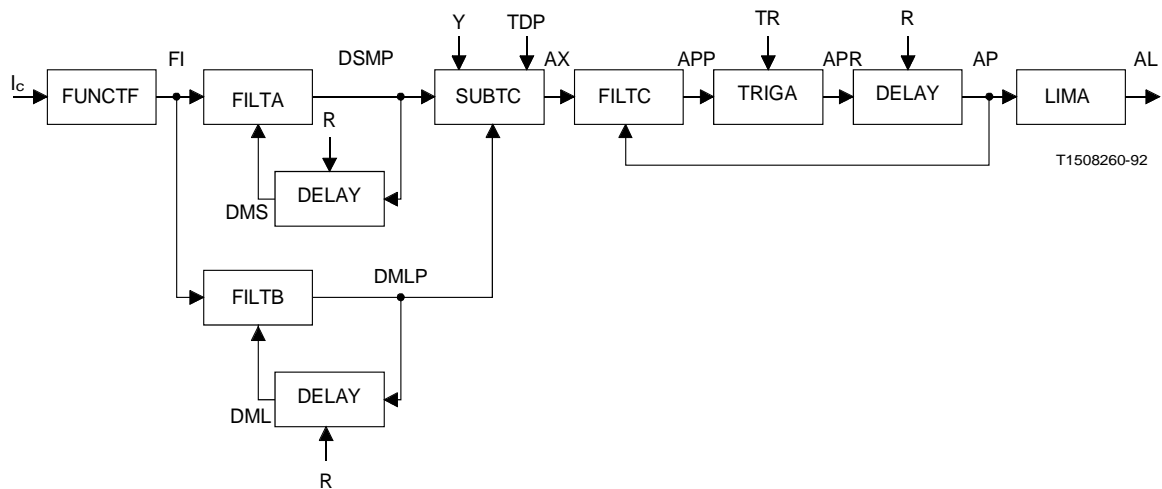 Y TDP TR R
FI DSMP AX APP APR AP AL
Ic FUNCTF FILTA SUBTC FILTC TRIGA DELAY LIMA
R
T1508260-92
DELAY
DMS
DMLP
FILTB
DELAY
DML
R